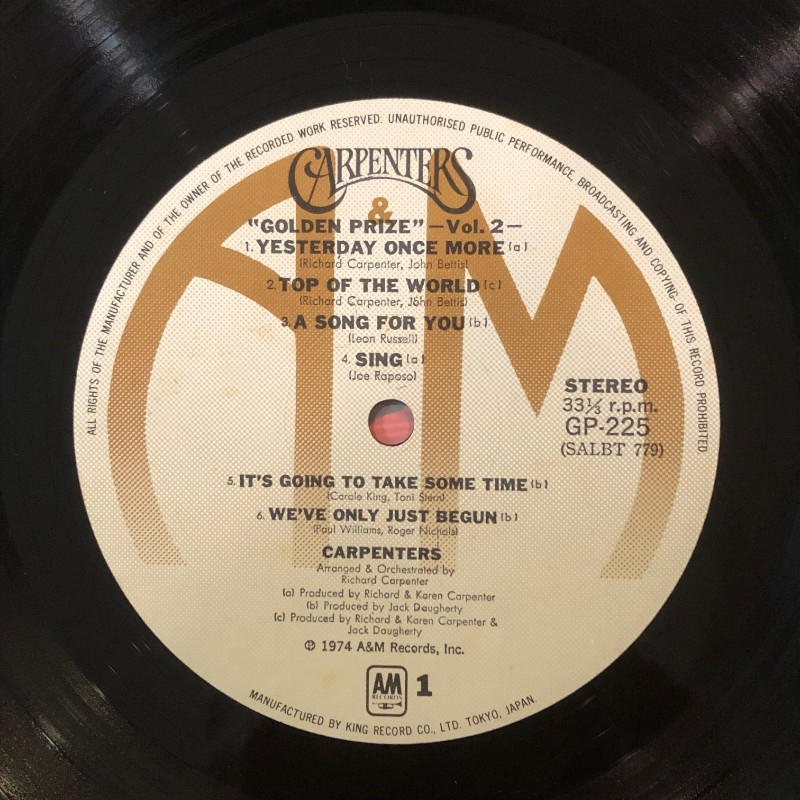 ALL RIGHTS OF THE MANUFACTURER AND OF THE OWNER OF THE RECORDED WORK RESERVED. UNAUTHORISED PUBLIC PERFORMANCE, BROADCASTING AND COPYING OF THIS RECORD PROHIBITED
CARPENTERS
&
"GOLDEN PRIZE" —Vol. 2—
1. YESTERDAY ONCE MORE (a)
(Richard Carpenter, John Bettis)
2. TOP OF THE WORLD (c)
(Richard Carpenter, John Bettis)
3. A SONG FOR YOU (b)
(Leon Russell)
4. SING (a)
(Joe Raposo)
STEREO
33⅓ r.p.m.
GP-225
(SALBT 779)
5. IT'S GOING TO TAKE SOME TIME (b)
(Carole King, Toni Stern)
6. WE'VE ONLY JUST BEGUN (b)
(Paul Williams, Roger Nichols)
CARPENTERS
Arranged & Orchestrated by
Richard Carpenter
(a) Produced by Richard & Karen Carpenter
(b) Produced by Jack Daugherty
(c) Produced by Richard & Karen Carpenter &
Jack Daugherty
℗ 1974 A&M Records, Inc.
AM
RECORDS
1
MANUFACTURED BY KING RECORD CO., LTD. TOKYO, JAPAN.